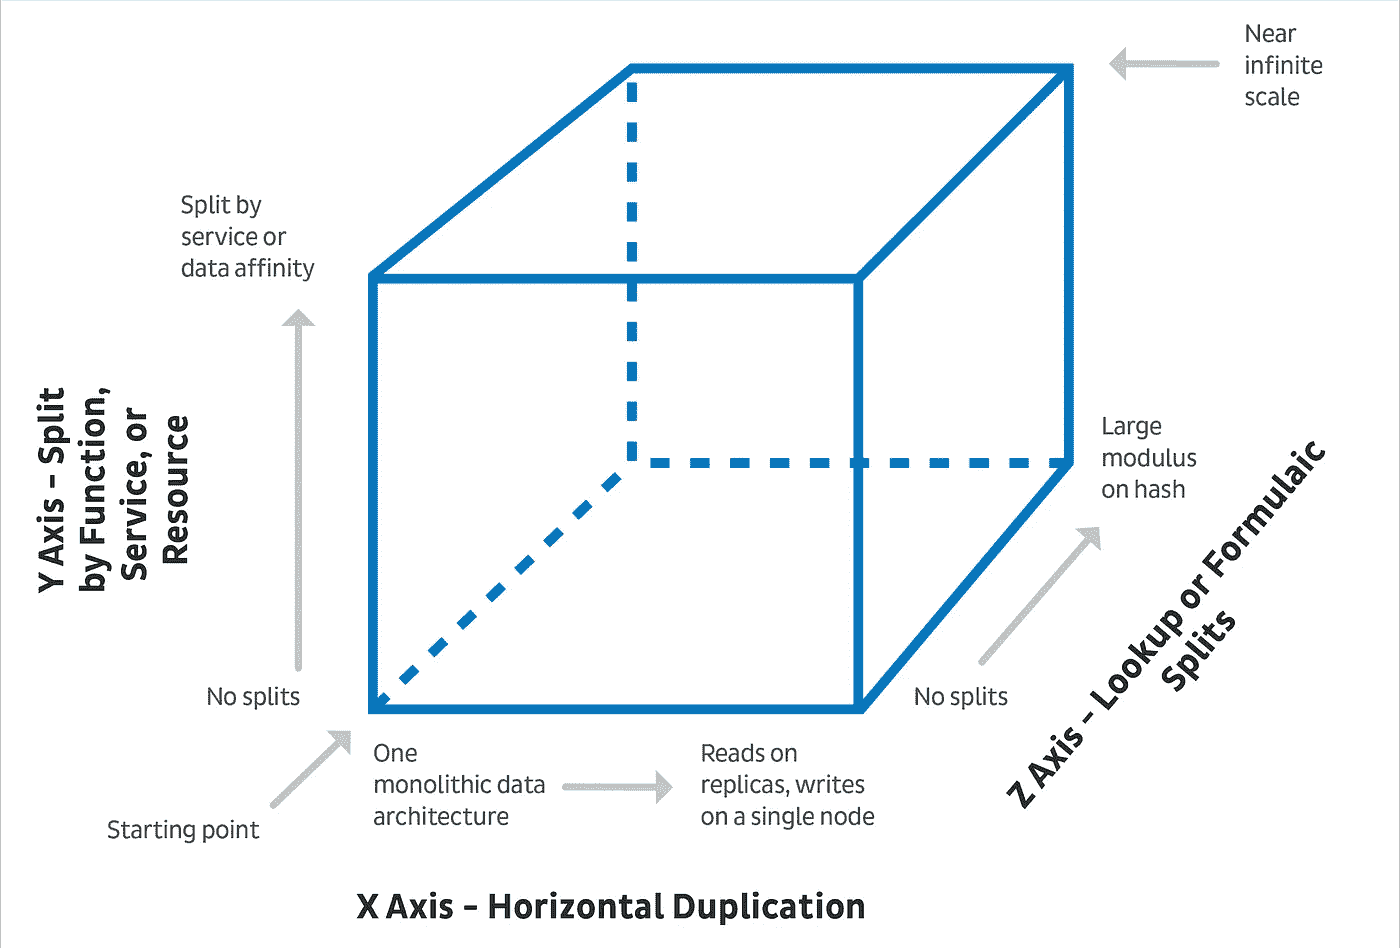 Near
infinite
scale
Split by
service or
data affinity
Y Axis – Split
by Function,
Service, or
Resource
Large
modulus
on hash
Z Axis – Lookup or Formulaic
Splits
No splits
No splits
One
monolithic data
architecture
Reads on
replicas, writes
on a single node
Starting point
X Axis – Horizontal Duplication